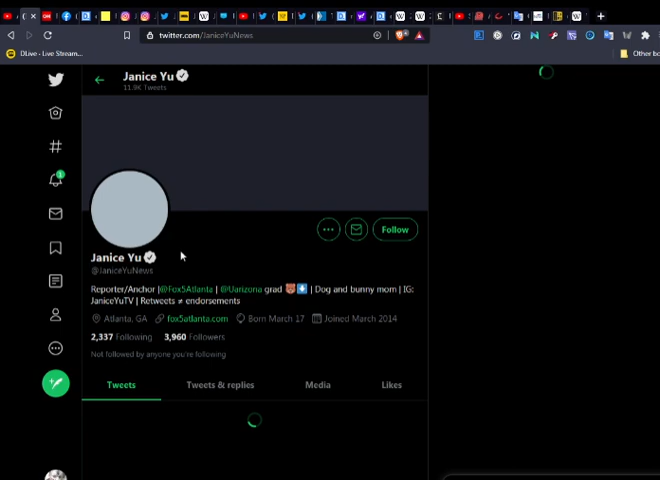 twitter.com/JaniceYuNews
DLive - Live Stream...
Other bo
Janice Yu
11.9K Tweets
Follow
Janice Yu
@JaniceYuNews
Reporter/Anchor |@Fox5Atlanta | @Uarizona grad 🐻⬇️ | Dog and bunny mom | IG:
JaniceYuTV | Retweets ≠ endorsements
Atlanta, GA fox5atlanta.com Born March 17 Joined March 2014
2,337 Following 3,960 Followers
Not followed by anyone you're following
Tweets Tweets & replies Media Likes